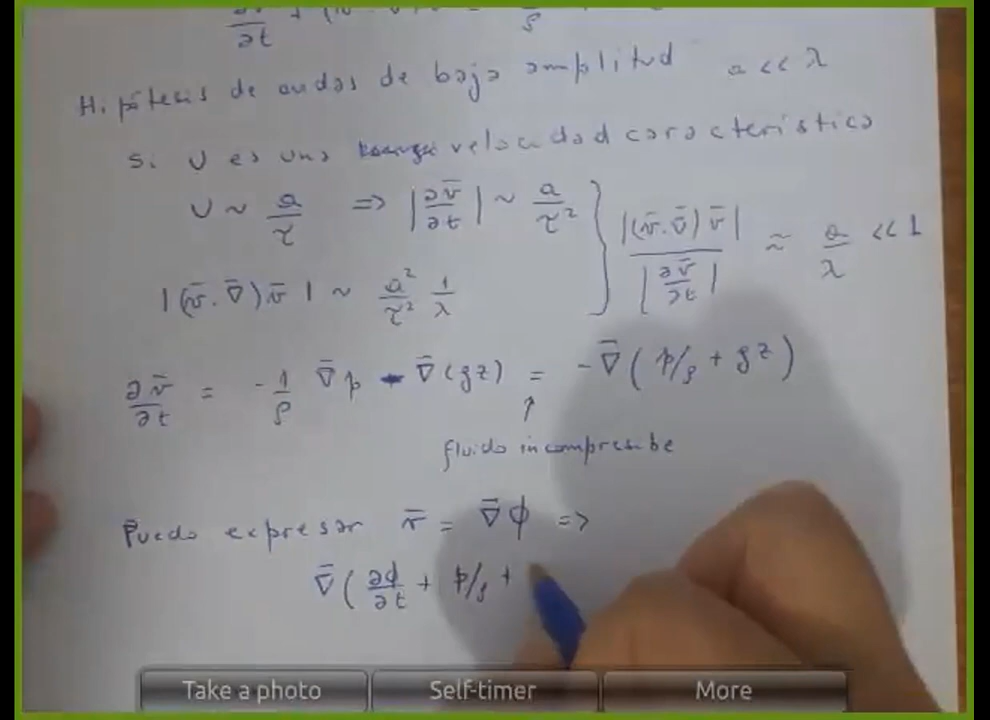 ∂t ρ
Hipótesis de ondas de baja amplitud a << λ
Si U es una velocidad característica
U ~ a/τ => |∂v̄/∂t| ~ a/τ² } |(v̄.∇̄)v̄| / |∂v̄/∂t| ≈ a/λ << 1
|(v̄.∇̄)v̄| ~ a²/τ² 1/λ
∂v̄/∂t = -1/ρ ∇̄p - ∇̄(gz) = -∇̄(p/ρ + gz)
↑
fluido incompresibe
Puedo expresar v̄ = ∇̄ϕ =>
∇̄(∂ϕ/∂t + p/ρ +
Take a photo Self-timer More